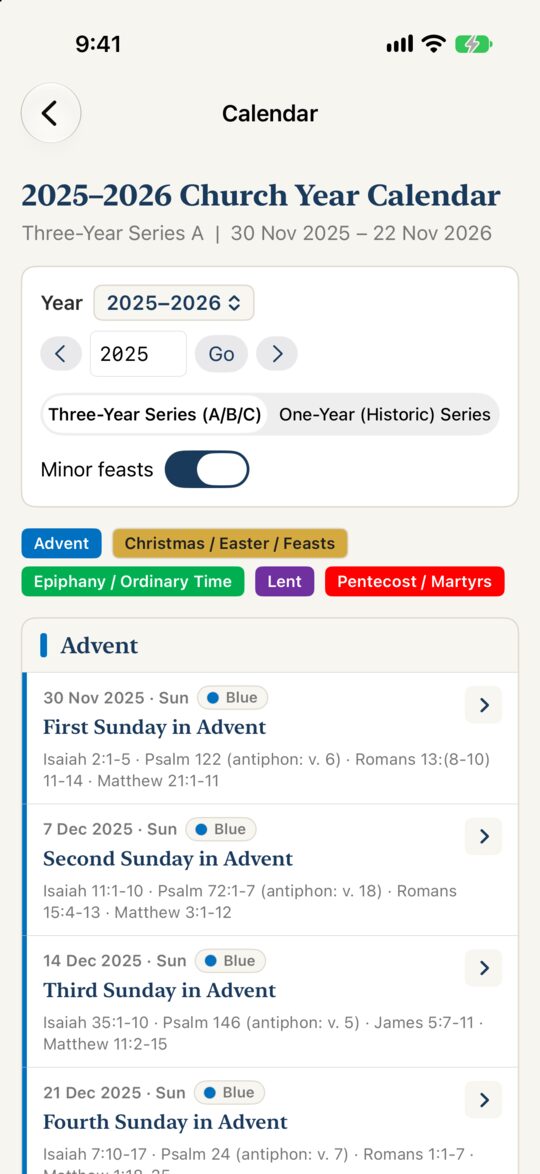 9:41
Calendar
2025–2026 Church Year Calendar
Three-Year Series A | 30 Nov 2025 – 22 Nov 2026
Year 2025–2026
2025 Go
Three-Year Series (A/B/C) One-Year (Historic) Series
Minor feasts
Advent Christmas / Easter / Feasts
Epiphany / Ordinary Time Lent Pentecost / Martyrs
Advent
30 Nov 2025 · Sun Blue
First Sunday in Advent
Isaiah 2:1-5 · Psalm 122 (antiphon: v. 6) · Romans 13:(8-10)
11-14 · Matthew 21:1-11
7 Dec 2025 · Sun Blue
Second Sunday in Advent
Isaiah 11:1-10 · Psalm 72:1-7 (antiphon: v. 18) · Romans
15:4-13 · Matthew 3:1-12
14 Dec 2025 · Sun Blue
Third Sunday in Advent
Isaiah 35:1-10 · Psalm 146 (antiphon: v. 5) · James 5:7-11 ·
Matthew 11:2-15
21 Dec 2025 · Sun Blue
Fourth Sunday in Advent
Isaiah 7:10-17 · Psalm 24 (antiphon: v. 7) · Romans 1:1-7 ·